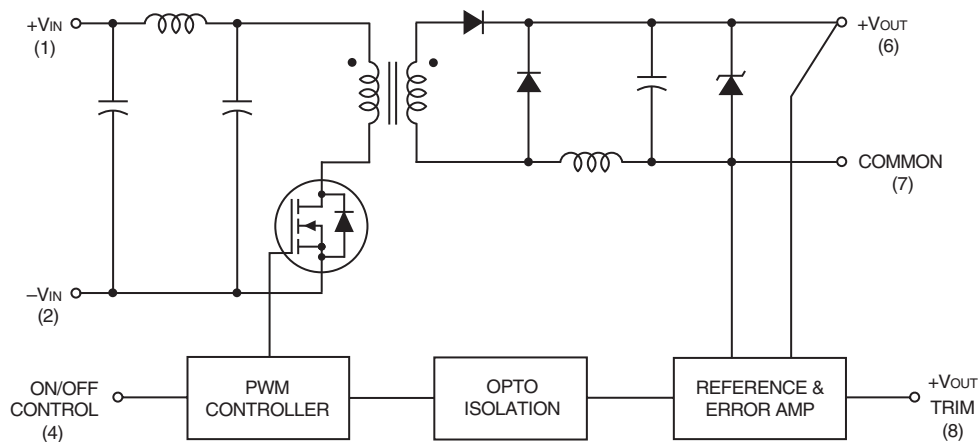 +VIN
(1)
+VOUT
(6)
COMMON
(7)
–VIN
(2)
ON/OFF
CONTROL
(4)
PWM
CONTROLLER
OPTO
ISOLATION
REFERENCE &
ERROR AMP
+VOUT
TRIM
(8)